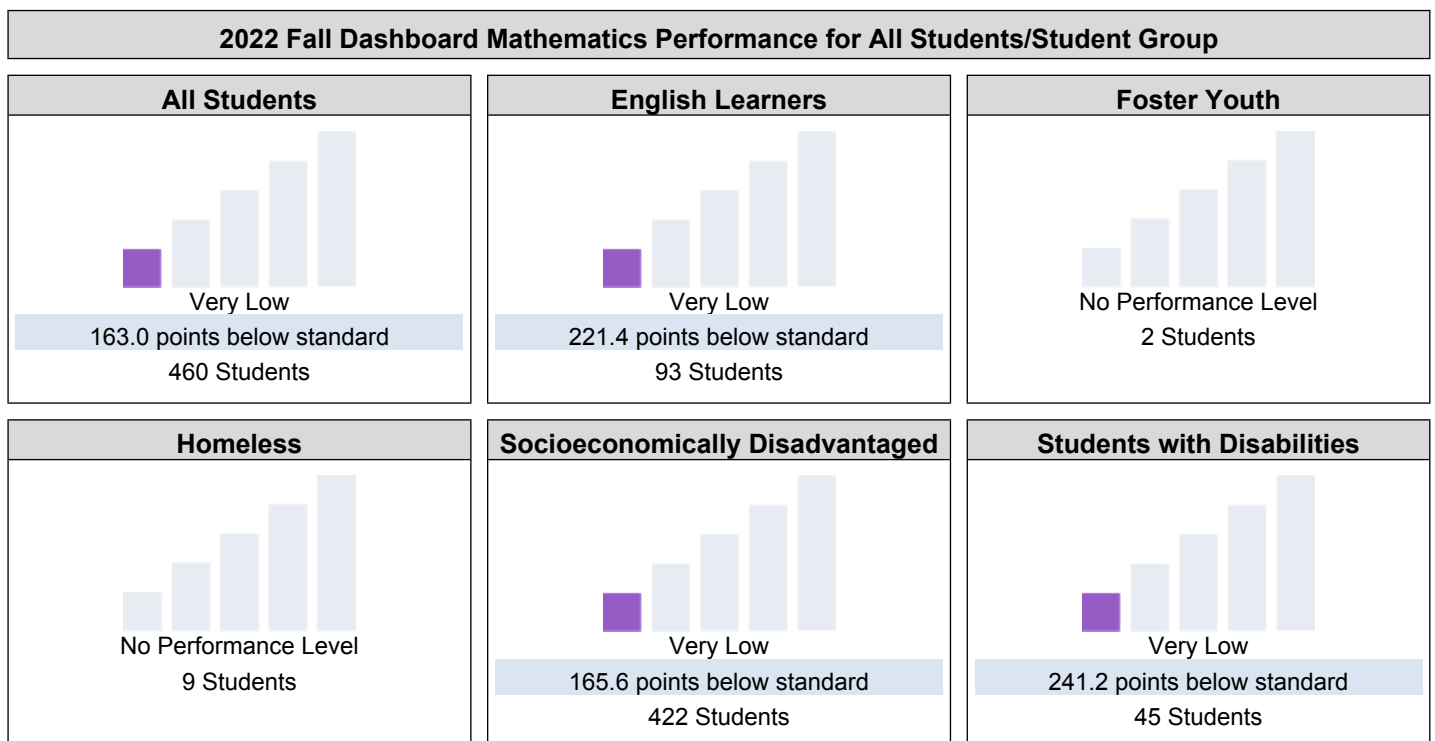 2022 Fall Dashboard Mathematics Performance for All Students/Student Group
All Students
Very Low
163.0 points below standard
460 Students
English Learners
Very Low
221.4 points below standard
93 Students
Foster Youth
No Performance Level
2 Students
Homeless
No Performance Level
9 Students
Socioeconomically Disadvantaged
Very Low
165.6 points below standard
422 Students
Students with Disabilities
Very Low
241.2 points below standard
45 Students